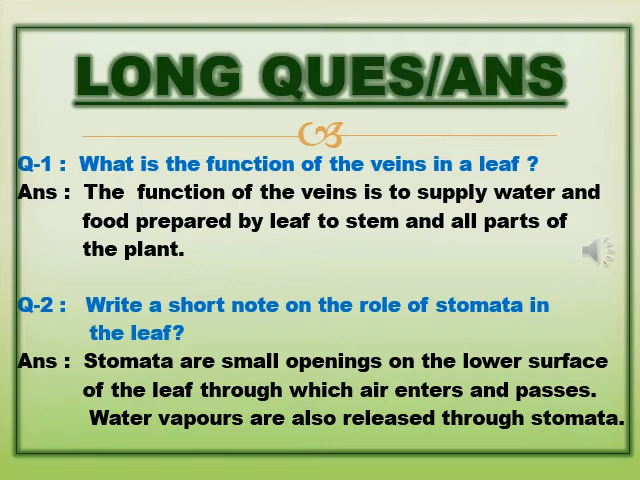 LONG QUES/ANS
Q-1 : What is the function of the veins in a leaf ?
Ans : The function of the veins is to supply water and
food prepared by leaf to stem and all parts of
the plant.
Q-2 : Write a short note on the role of stomata in
the leaf?
Ans : Stomata are small openings on the lower surface
of the leaf through which air enters and passes.
Water vapours are also released through stomata.